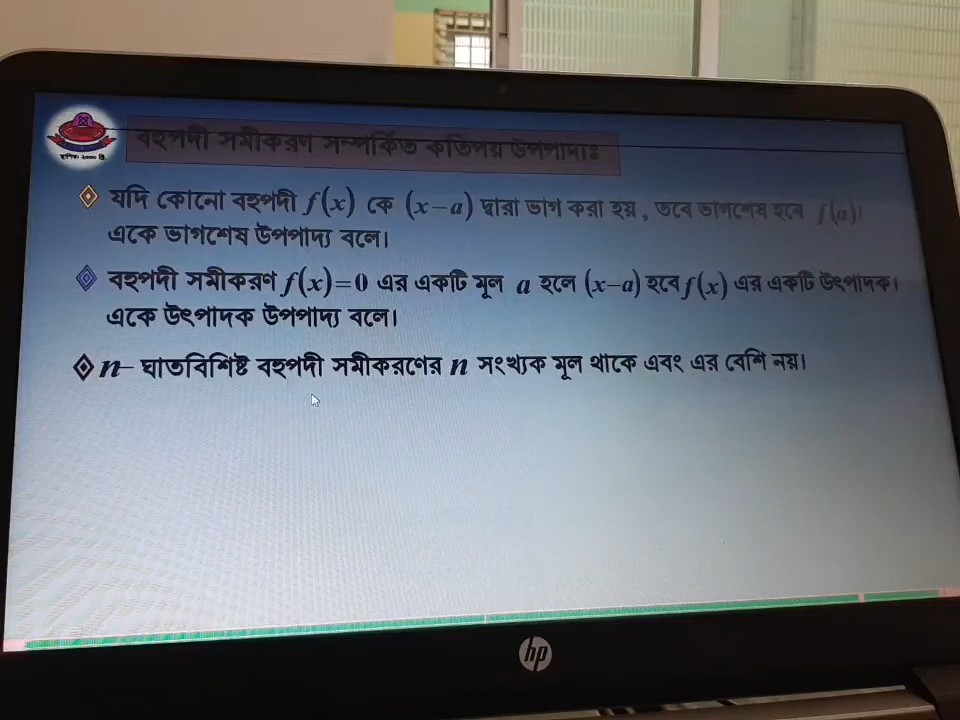 বহুপদী সমীকরণ সম্পর্কিত কতিপয় উপপাদ্যঃ
স্থাপিতঃ ২০০০ খ্রি.
যদি কোনো বহুপদী f(x) কে (x−a) দ্বারা ভাগ করা হয়, তবে ভাগশেষ হবে f(a)।
একে ভাগশেষ উপপাদ্য বলে।
বহুপদী সমীকরণ f(x)=0 এর একটি মূল a হলে (x−a) হবে f(x) এর একটি উৎপাদক।
একে উৎপাদক উপপাদ্য বলে।
n− ঘাতবিশিষ্ট বহুপদী সমীকরণের n সংখ্যক মূল থাকে এবং এর বেশি নয়।
hp